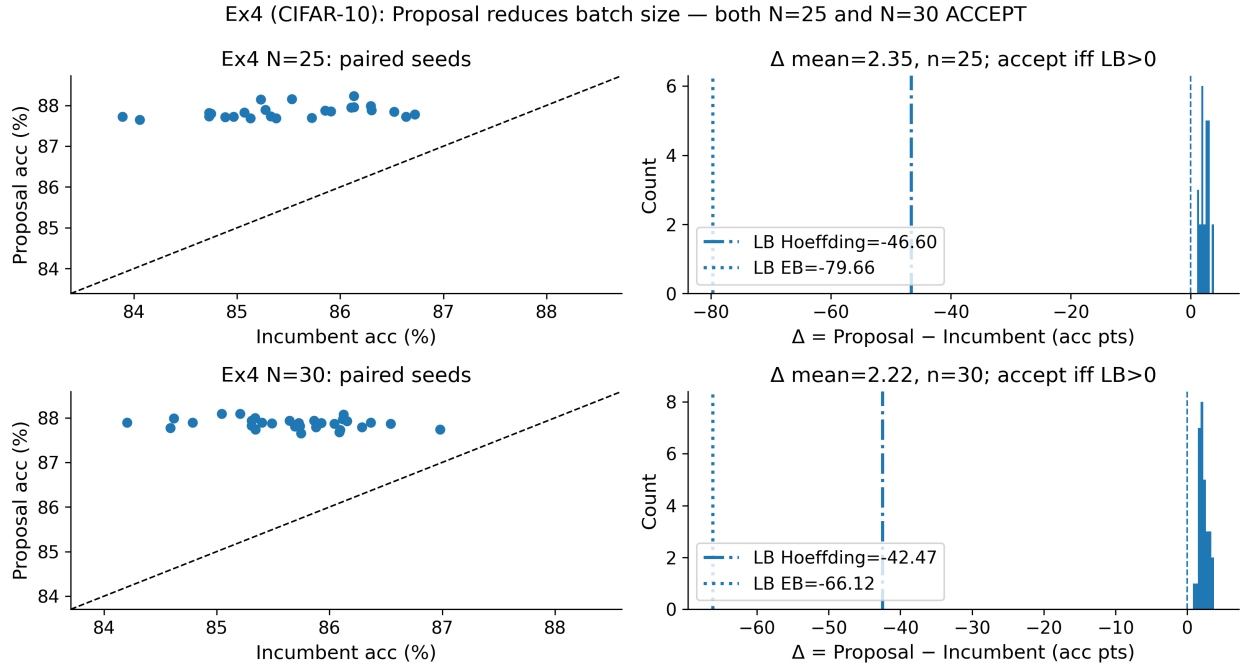 Ex4 (CIFAR-10): Proposal reduces batch size — both N=25 and N=30 ACCEPT
Ex4 N=25: paired seeds
Proposal acc (%)
88
87
86
85
84
84
85
86
87
88
Incumbent acc (%)
Δ mean=2.35, n=25; accept iff LB>0
Count
6
4
2
0
LB Hoeffding=-46.60
LB EB=-79.66
−80
−60
−40
−20
0
Δ = Proposal − Incumbent (acc pts)
Ex4 N=30: paired seeds
Proposal acc (%)
88
87
86
85
84
84
85
86
87
88
Incumbent acc (%)
Δ mean=2.22, n=30; accept iff LB>0
Count
8
6
4
2
0
LB Hoeffding=-42.47
LB EB=-66.12
−60
−50
−40
−30
−20
−10
0
Δ = Proposal − Incumbent (acc pts)